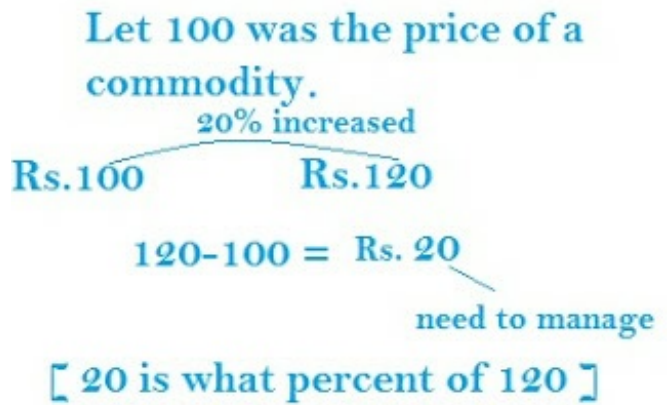 Let 100 was the price of a
commodity.
20% increased
Rs.100 Rs.120
120-100 = Rs. 20
need to manage
[ 20 is what percent of 120 ]